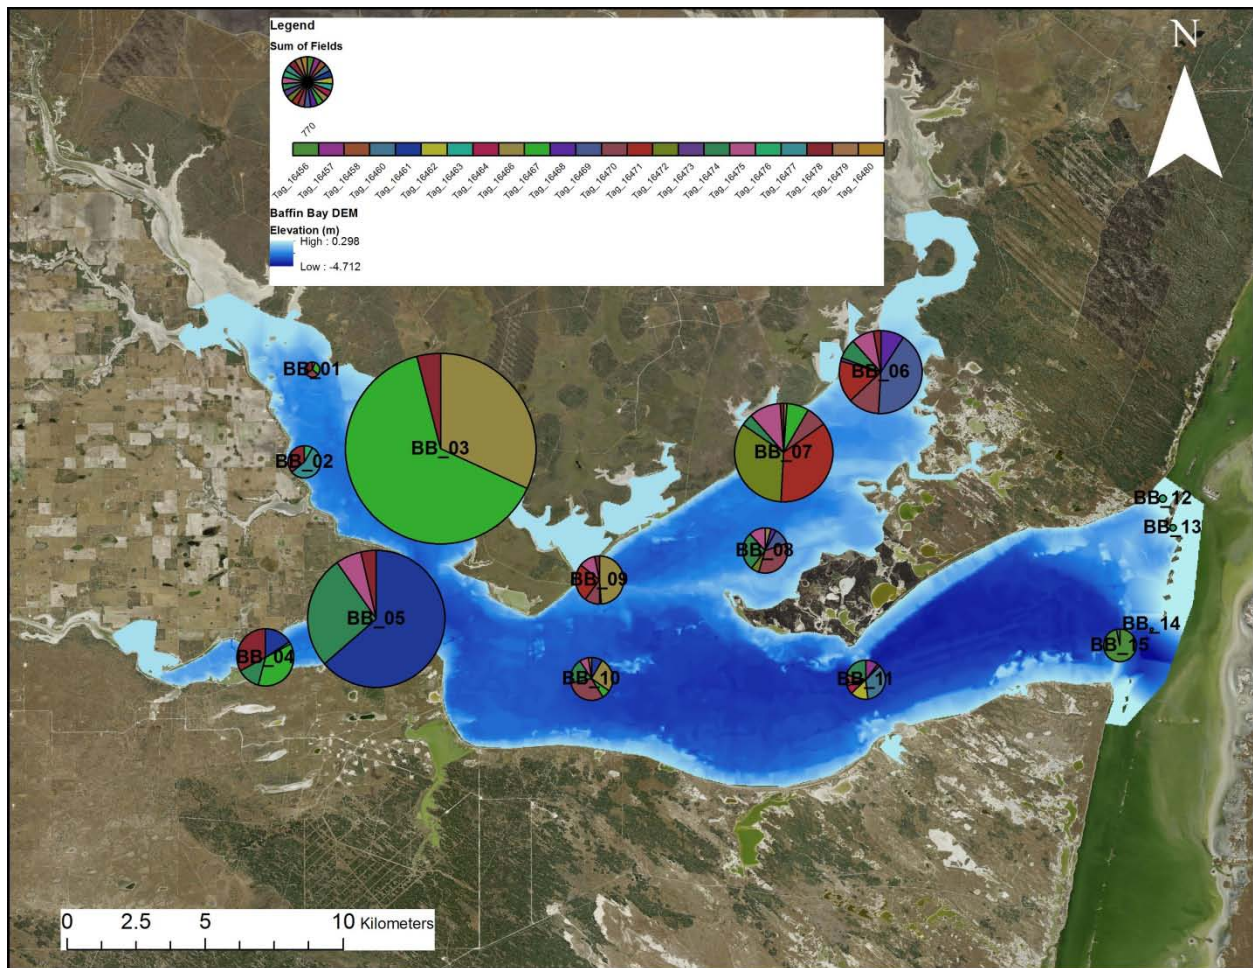 Legend
N
Sum of Fields
770
Tag_16456
Tag_16457
Tag_16458
Tag_16460
Tag_16461
Tag_16462
Tag_16463
Tag_16464
Tag_16466
Tag_16467
Tag_16468
Tag_16469
Tag_16470
Tag_16471
Tag_16472
Tag_16473
Tag_16474
Tag_16475
Tag_16476
Tag_16477
Tag_16478
Tag_16479
Tag_16480
Baffin Bay DEM
Elevation (m)
High : 0.298
Low : -4.712
BB_01
BB_06
BB_03
BB_07
BB_02
BB_12
BB_13
BB_08
BB_09
BB_05
BB_14
BB_15
BB_04
BB_10
BB_11
0 2.5 5 10 Kilometers